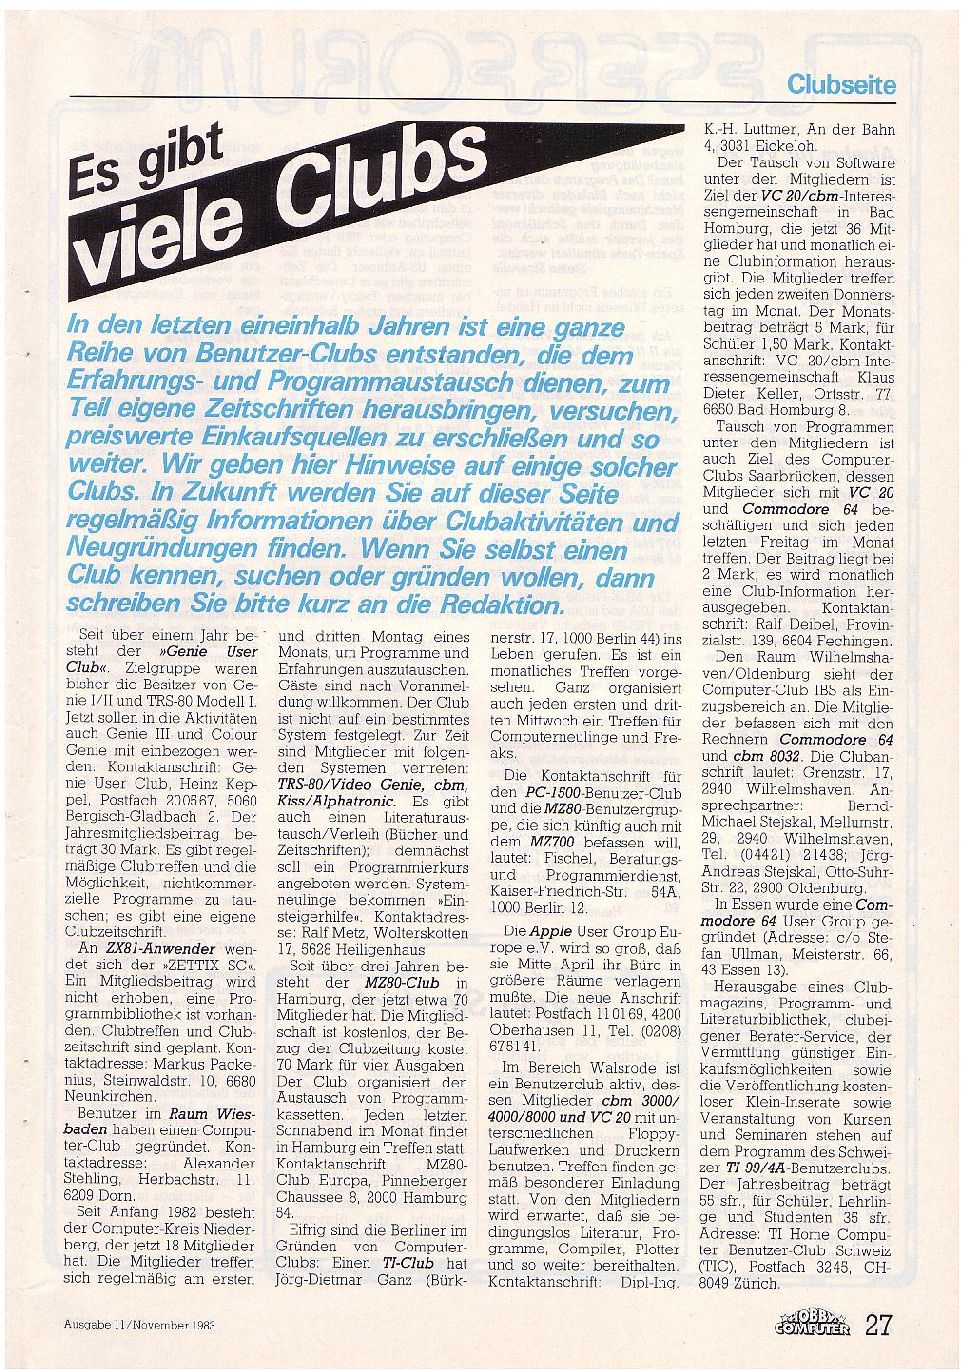 Clubseite
Es gibt
viele Clubs
In den letzten eineinhalb Jahren ist eine ganze
Reihe von Benutzer-Clubs entstanden, die dem
Erfahrungs- und Programmaustausch dienen, zum
Teil eigene Zeitschriften herausbringen, versuchen,
preiswerte Einkaufsquellen zu erschließen und so
weiter. Wir geben hier Hinweise auf einige solcher
Clubs. In Zukunft werden Sie auf dieser Seite
regelmäßig Informationen über Clubaktivitäten und
Neugründungen finden. Wenn Sie selbst einen
Club kennen, suchen oder gründen wollen, dann
schreiben Sie bitte kurz an die Redaktion.
Seit über einem Jahr be-
steht der »Genie User
Club«. Zielgruppe waren
bisher die Besitzer von Ge-
nie I/II und TRS-80 Modell I.
Jetzt sollen in die Aktivitäten
auch Genie III und Colour
Genie mit einbezogen wer-
den. Kontaktanschrift: Ge-
nie User Club, Heinz Kep-
pel, Postfach 200567, 5060
Bergisch-Gladbach 2. Der
Jahresmitgliedsbeitrag be-
trägt 30 Mark. Es gibt regel-
mäßige Clubtreffen und die
Möglichkeit, nichtkommer-
zielle Programme zu tau-
schen; es gibt eine eigene
Clubzeitschrift.
An ZX81-Anwender wen-
det sich der »ZETTIX SC«.
Ein Mitgliedsbeitrag wird
nicht erhoben, eine Pro-
grammbibliothek ist vorhan-
den. Clubtreffen und Club-
zeitschrift sind geplant. Kon-
taktadresse: Markus Packe-
nius, Steinwaldstr. 10, 6680
Neunkirchen.
Benutzer im Raum Wies-
baden haben einen Compu-
ter-Club gegründet. Kon-
taktadresse: Alexander
Stehling, Herbachstr. 11,
6209 Dorn.
Seit Anfang 1982 besteht
der Computer-Kreis Nieder-
berg, der jetzt 18 Mitglieder
hat. Die Mitglieder treffen
sich regelmäßig am ersten
und dritten Montag eines
Monats, um Programme und
Erfahrungen auszutauschen.
Gäste sind nach Voranmel-
dung willkommen. Der Club
ist nicht auf ein bestimmtes
System festgelegt. Zur Zeit
sind Mitglieder mit folgen-
den Systemen vertreten:
TRS-80/Video Genie, cbm,
Kiss/Alphatronic. Es gibt
auch einen Literaturaus-
tausch/Verleih (Bücher und
Zeitschriften); demnächst
soll ein Programmierkurs
angeboten werden. System-
neulinge bekommen »Ein-
steigerhilfe«. Kontaktadres-
se: Ralf Metz, Wolterskotten
17, 5628 Heiligenhaus
Seit über drei Jahren be-
steht der MZ80-Club in
Hamburg, der jetzt etwa 70
Mitglieder hat. Die Mitglied-
schaft ist kostenlos, der Be-
zug der Clubzeitung kostet
70 Mark für vier Ausgaben.
Der Club organisiert den
Austausch von Programm-
kassetten. Jeden letzten
Sonnabend im Monat findet
in Hamburg ein Treffen statt.
Kontaktanschrift MZ80-
Club Europa, Pinneberger
Chaussee 8, 2000 Hamburg
54.
Eifrig sind die Berliner im
Gründen von Computer-
Clubs: Einen TI-Club hat
Jörg-Dietmar Ganz (Bürk-
nerstr. 17, 1000 Berlin 44) ins
Leben gerufen. Es ist ein
monatliches Treffen vorge-
sehen. Ganz organisiert
auch jeden ersten und drit-
ten Mittwoch ein Treffen für
Computerneulinge und Fre-
aks.
Die Kontaktanschrift für
den PC-1500-Benutzer-Club
und die MZ80-Benutzergrup-
pe, die sich künftig auch mit
dem MZ700 befassen will,
lautet: Fischel, Beratungs-
und Programmierdienst,
Kaiser-Friedrich-Str. 54A,
1000 Berlin 12.
Die Apple User Group Eu-
rope e.V. wird so groß, daß
sie Mitte April ihr Büro in
größere Räume verlagern
mußte. Die neue Anschrift
lautet: Postfach 110169, 4200
Oberhausen 11, Tel. (0208)
675141.
Im Bereich Walsrode ist
ein Benutzerclub aktiv, des-
sen Mitglieder cbm 3000/
4000/8000 und VC 20 mit un-
terschiedlichen Floppy-
Laufwerken und Druckern
benutzen. Treffen finden ge-
mäß besonderer Einladung
statt. Von den Mitgliedern
wird erwartet, daß sie be-
dingungslos Literatur, Pro-
gramme, Compiler, Plotter
und so weiter bereithalten.
Kontaktanschrift: Dipl-Ing.
K.-H. Luttmer, An der Bahn
4, 3031 Eickeloh.
Der Tausch von Software
unter den Mitgliedern ist
Ziel der VC 20/cbm-Interes-
sengemeinschaft in Bad
Homburg, die jetzt 36 Mit-
glieder hat und monatlich ei-
ne Clubinformation heraus-
gibt. Die Mitglieder treffen
sich jeden zweiten Donners-
tag im Monat. Der Monats-
beitrag beträgt 5 Mark, für
Schüler 1,50 Mark. Kontakt-
anschrift: VC 20/cbm-Inte-
ressengemeinschaft Klaus
Dieter Keller, Ortsstr. 77,
6650 Bad Homburg 8.
Tausch von Programmen
unter den Mitgliedern ist
auch Ziel des Computer-
Clubs Saarbrücken, dessen
Mitglieder sich mit VC 20
und Commodore 64 be-
schäftigen und sich jeden
letzten Freitag im Monat
treffen. Der Beitrag liegt bei
2 Mark, es wird monatlich
eine Club-Information her-
ausgegeben. Kontaktan-
schrift: Ralf Deibel, Provin-
zialstr. 139, 6604 Fechingen.
Den Raum Wilhelmsha-
ven/Oldenburg sieht der
Computer-Club IBS als Ein-
zugsbereich an. Die Mitglie-
der befassen sich mit den
Rechnern Commodore 64
und cbm 8032. Die Cluban-
schrift lautet: Grenzstr. 17,
2940 Wilhelmshaven. An-
sprechpartner: Bernd-
Michael Stejskal, Mellumstr.
29, 2940 Wilhelmshaven,
Tel. (04421) 21438; Jörg-
Andreas Stejskal, Otto-Suhr-
Str. 22, 2900 Oldenburg.
In Essen wurde eine Com-
modore 64 User Group ge-
gründet (Adresse: c/o Ste-
fan Ullman, Meisterstr. 66,
43 Essen 13).
Herausgabe eines Club-
magazins, Programm- und
Literaturbibliothek, clubei-
gener Berater-Service, der
Vermittlung günstiger Ein-
kaufsmöglichkeiten sowie
die Veröffentlichung kosten-
loser Klein-Inserate sowie
Veranstaltung von Kursen
und Seminaren stehen auf
dem Programm des Schwei-
zer TI 99/4A-Benutzerclubs.
Der Jahresbeitrag beträgt
55 sfr., für Schüler, Lehrlin-
ge und Studenten 35 sfr.
Adresse: TI Home Compu-
ter Benutzer-Club Schweiz
(TIC), Postfach 3245, CH-
8049 Zürich.
Ausgabe 11/November 1983
HOBBY
COMPUTER
27